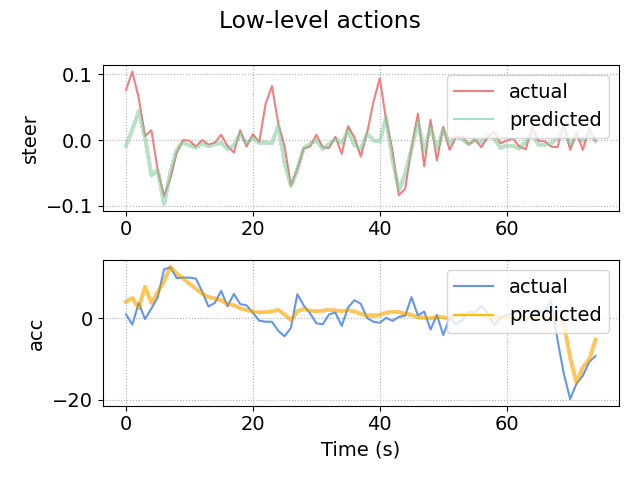 Low-level actions
steer
0.1
0.0
−0.1
actual
predicted
0
20
40
60
acc
0
−20
actual
predicted
0
20
40
60
Time (s)